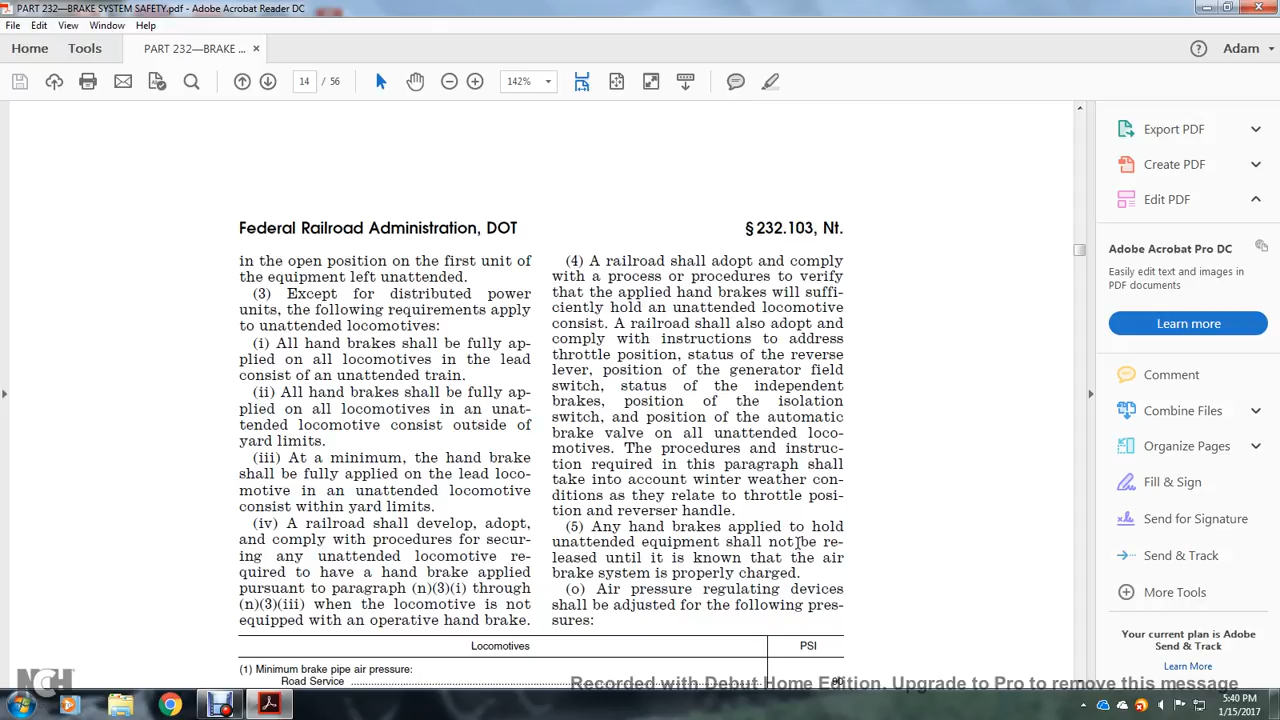 PART 232—BRAKE SYSTEM SAFETY.pdf - Adobe Acrobat Reader DC
File Edit View Window Help
Home Tools PART 232—BRAKE ... × Adam
14 / 56 142%
Federal Railroad Administration, DOT § 232.103, Nt.
in the open position on the first unit of
the equipment left unattended.
(3) Except for distributed power
units, the following requirements apply
to unattended locomotives:
(i) All hand brakes shall be fully ap-
plied on all locomotives in the lead
consist of an unattended train.
(ii) All hand brakes shall be fully ap-
plied on all locomotives in an unat-
tended locomotive consist outside of
yard limits.
(iii) At a minimum, the hand brake
shall be fully applied on the lead loco-
motive in an unattended locomotive
consist within yard limits.
(iv) A railroad shall develop, adopt,
and comply with procedures for secur-
ing any unattended locomotive re-
quired to have a hand brake applied
pursuant to paragraph (n)(3)(i) through
(n)(3)(iii) when the locomotive is not
equipped with an operative hand brake.
(4) A railroad shall adopt and comply
with a process or procedures to verify
that the applied hand brakes will suffi-
ciently hold an unattended locomotive
consist. A railroad shall also adopt and
comply with instructions to address
throttle position, status of the reverse
lever, position of the generator field
switch, status of the independent
brakes, position of the isolation
switch, and position of the automatic
brake valve on all unattended loco-
motives. The procedures and instruc-
tion required in this paragraph shall
take into account winter weather con-
ditions as they relate to throttle posi-
tion and reverser handle.
(5) Any hand brakes applied to hold
unattended equipment shall not be re-
leased until it is known that the air
brake system is properly charged.
(o) Air pressure regulating devices
shall be adjusted for the following pres-
sures:
Locomotives PSI
(1) Minimum brake pipe air pressure:
Road Service 90
Export PDF
Create PDF
Edit PDF
Adobe Acrobat Pro DC
Easily edit text and images in
PDF documents
Learn more
Comment
Combine Files
Organize Pages
Fill & Sign
Send for Signature
Send & Track
More Tools
Your current plan is Adobe
Send & Track
Learn More
NCH
Recorded with Debut Home Edition. Upgrade to Pro to remove this message
5:40 PM
1/15/2017